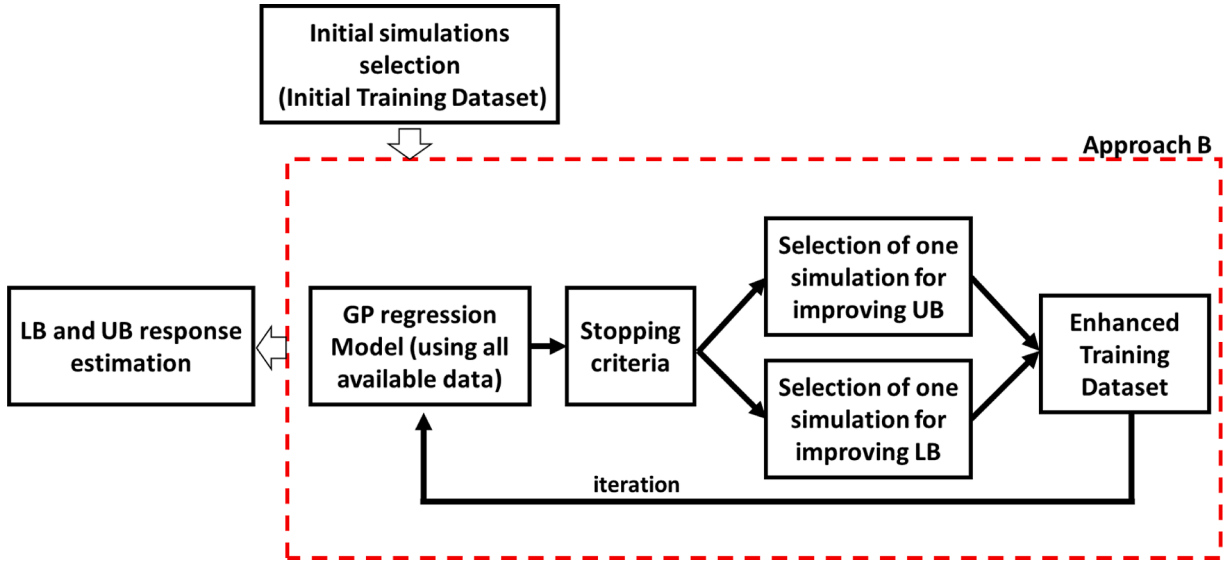 Initial simulations
selection
(Initial Training Dataset)
Approach B
LB and UB response
estimation
GP regression
Model (using all
available data)
Stopping
criteria
Selection of one
simulation for
improving UB
Selection of one
simulation for
improving LB
Enhanced
Training
Dataset
iteration